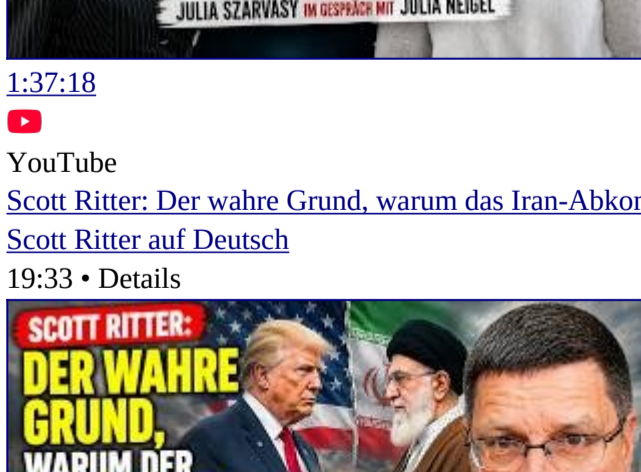 JULIA SZARVASY IM GESPRÄCH MIT JULIA NEIGEL
1:37:18
YouTube
Scott Ritter: Der wahre Grund, warum das Iran-Abkor
Scott Ritter auf Deutsch
19:33 • Details
SCOTT RITTER:
DER WAHRE
GRUND,
WARUM DER